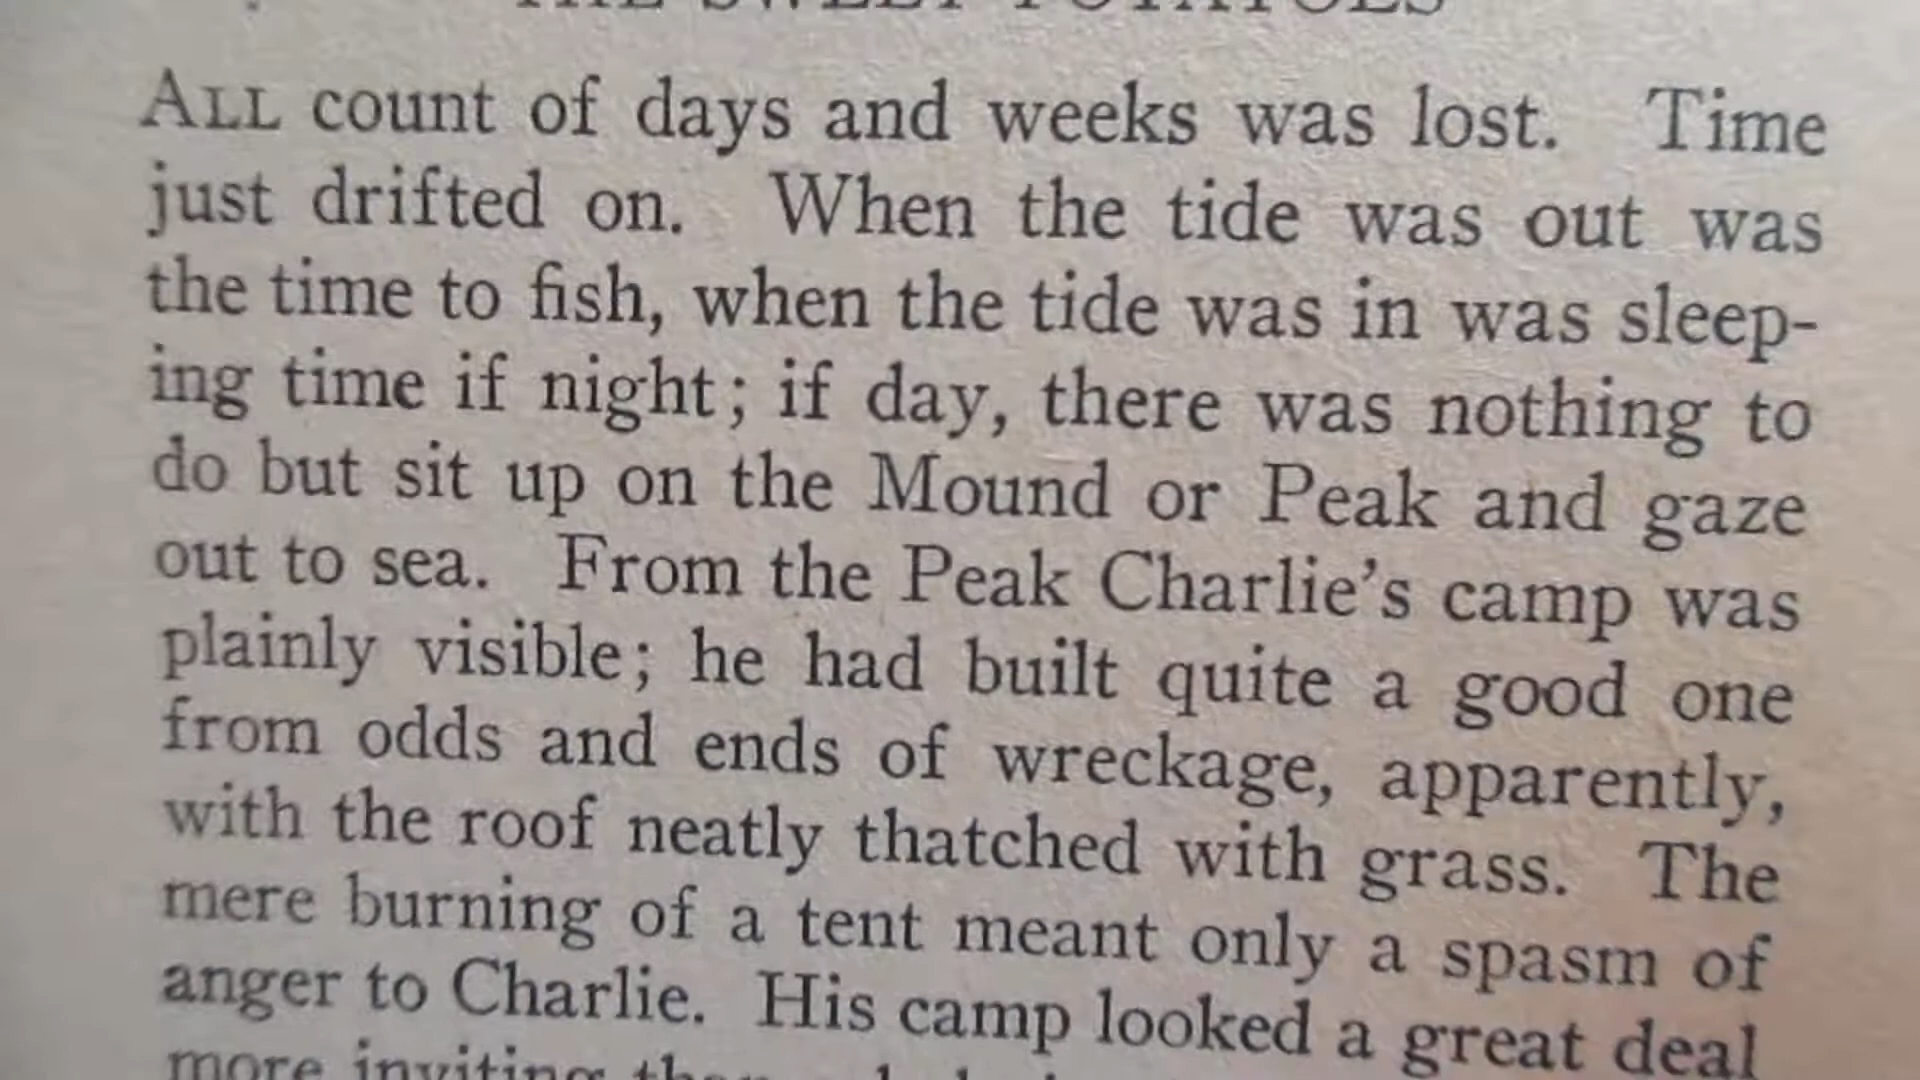 THE SWEET POTATOES
ALL count of days and weeks was lost. Time
just drifted on. When the tide was out was
the time to fish, when the tide was in was sleep-
ing time if night; if day, there was nothing to
do but sit up on the Mound or Peak and gaze
out to sea. From the Peak Charlie's camp was
plainly visible; he had built quite a good one
from odds and ends of wreckage, apparently,
with the roof neatly thatched with grass. The
mere burning of a tent meant only a spasm of
anger to Charlie. His camp looked a great deal
more inviting